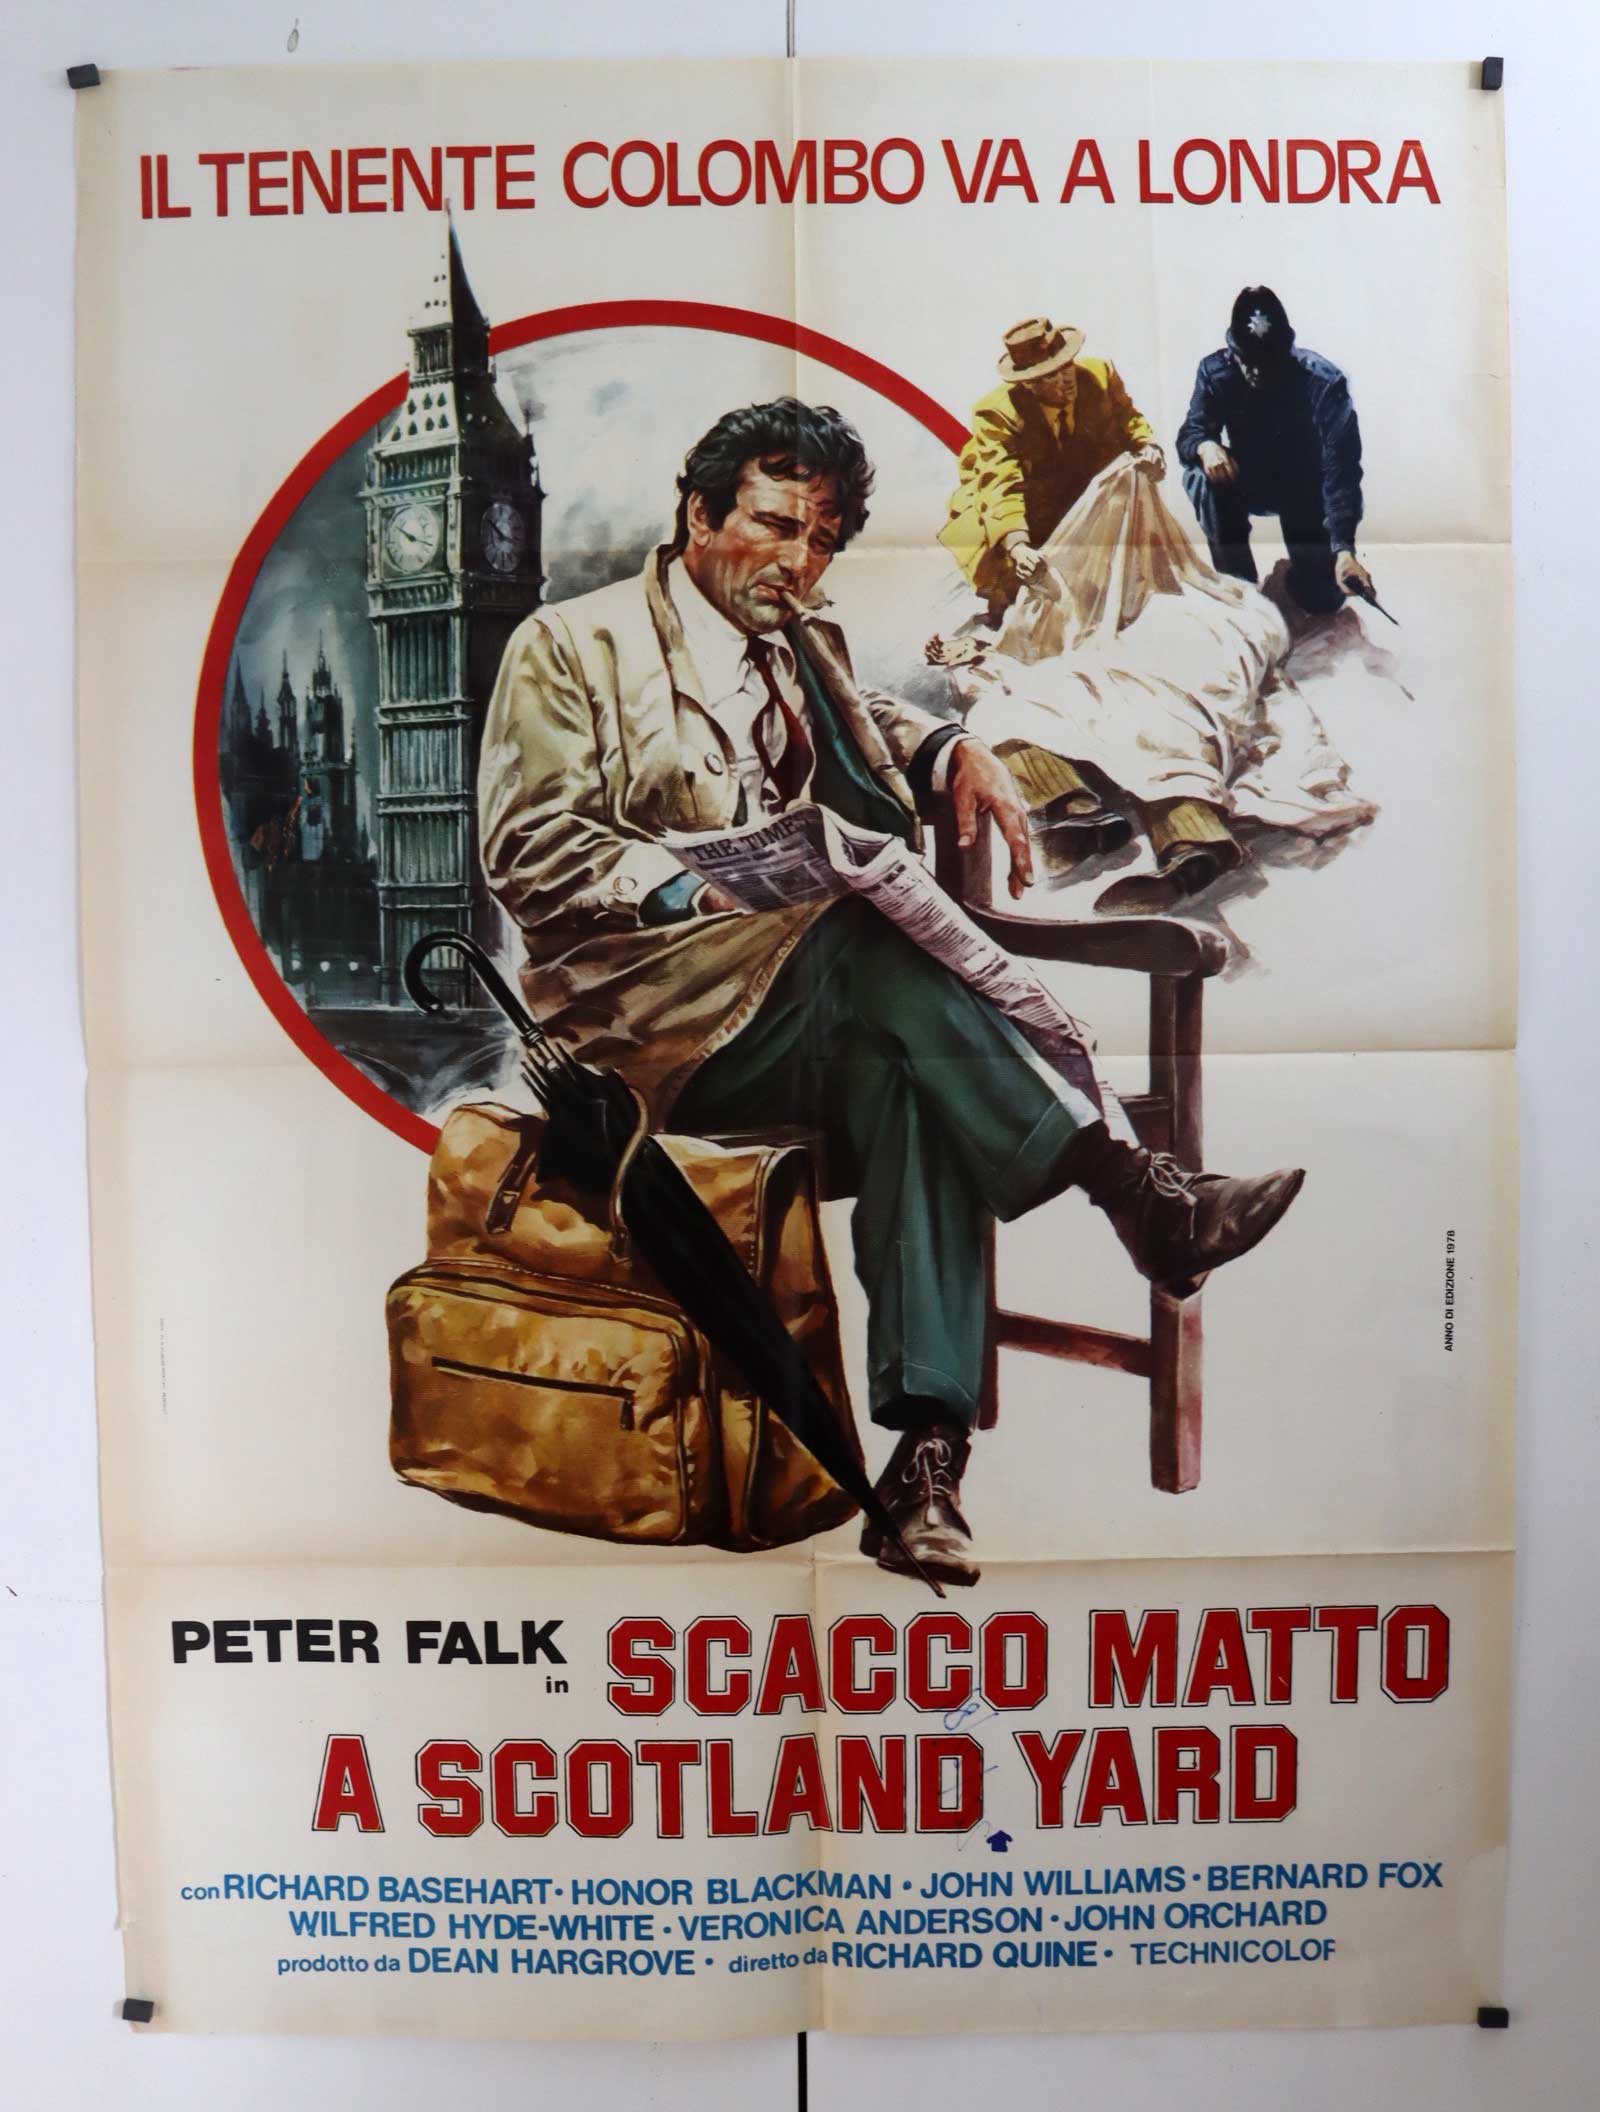 IL TENENTE COLOMBO VA A LONDRA
THE TIMES
ANNO DI EDIZIONE 1978
PETER FALK
in
SCACCO MATTO
A SCOTLAND YARD
con RICHARD BASEHART · HONOR BLACKMAN · JOHN WILLIAMS · BERNARD FOX
WILFRED HYDE-WHITE · VERONICA ANDERSON · JOHN ORCHARD
prodotto da DEAN HARGROVE · diretto da RICHARD QUINE · TECHNICOLOR